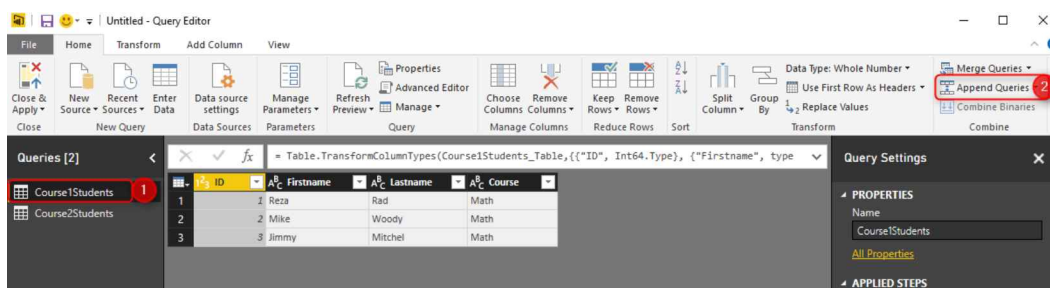 Untitled - Query Editor
File Home Transform Add Column View
Close & Apply
New Source
Recent Sources
Enter Data
Data source settings
Manage Parameters
Refresh Preview
Properties
Advanced Editor
Manage
Choose Columns
Remove Columns
Keep Rows
Remove Rows
Split Column
Group By
Data Type: Whole Number
Use First Row As Headers
Replace Values
Merge Queries
Append Queries 2
Combine Binaries
Close New Query Data Sources Parameters Query Manage Columns Reduce Rows Sort Transform Combine
Queries [2]
fx = Table.TransformColumnTypes(Course1Students_Table,{{"ID", Int64.Type}, {"Firstname", type
Query Settings
Course1Students 1
Course2Students
ID Firstname Lastname Course
1 1 Reza Rad Math
2 2 Mike Woody Math
3 3 Jimmy Mitchel Math
PROPERTIES
Name
Course1Students
All Properties
APPLIED STEPS